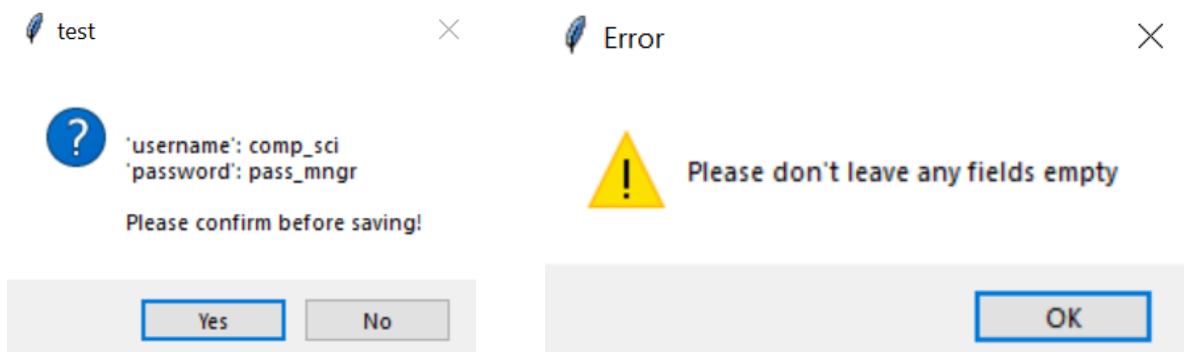 test
'username': comp_sci
'password': pass_mngr
Please confirm before saving!
Yes
No
Error
Please don't leave any fields empty
OK